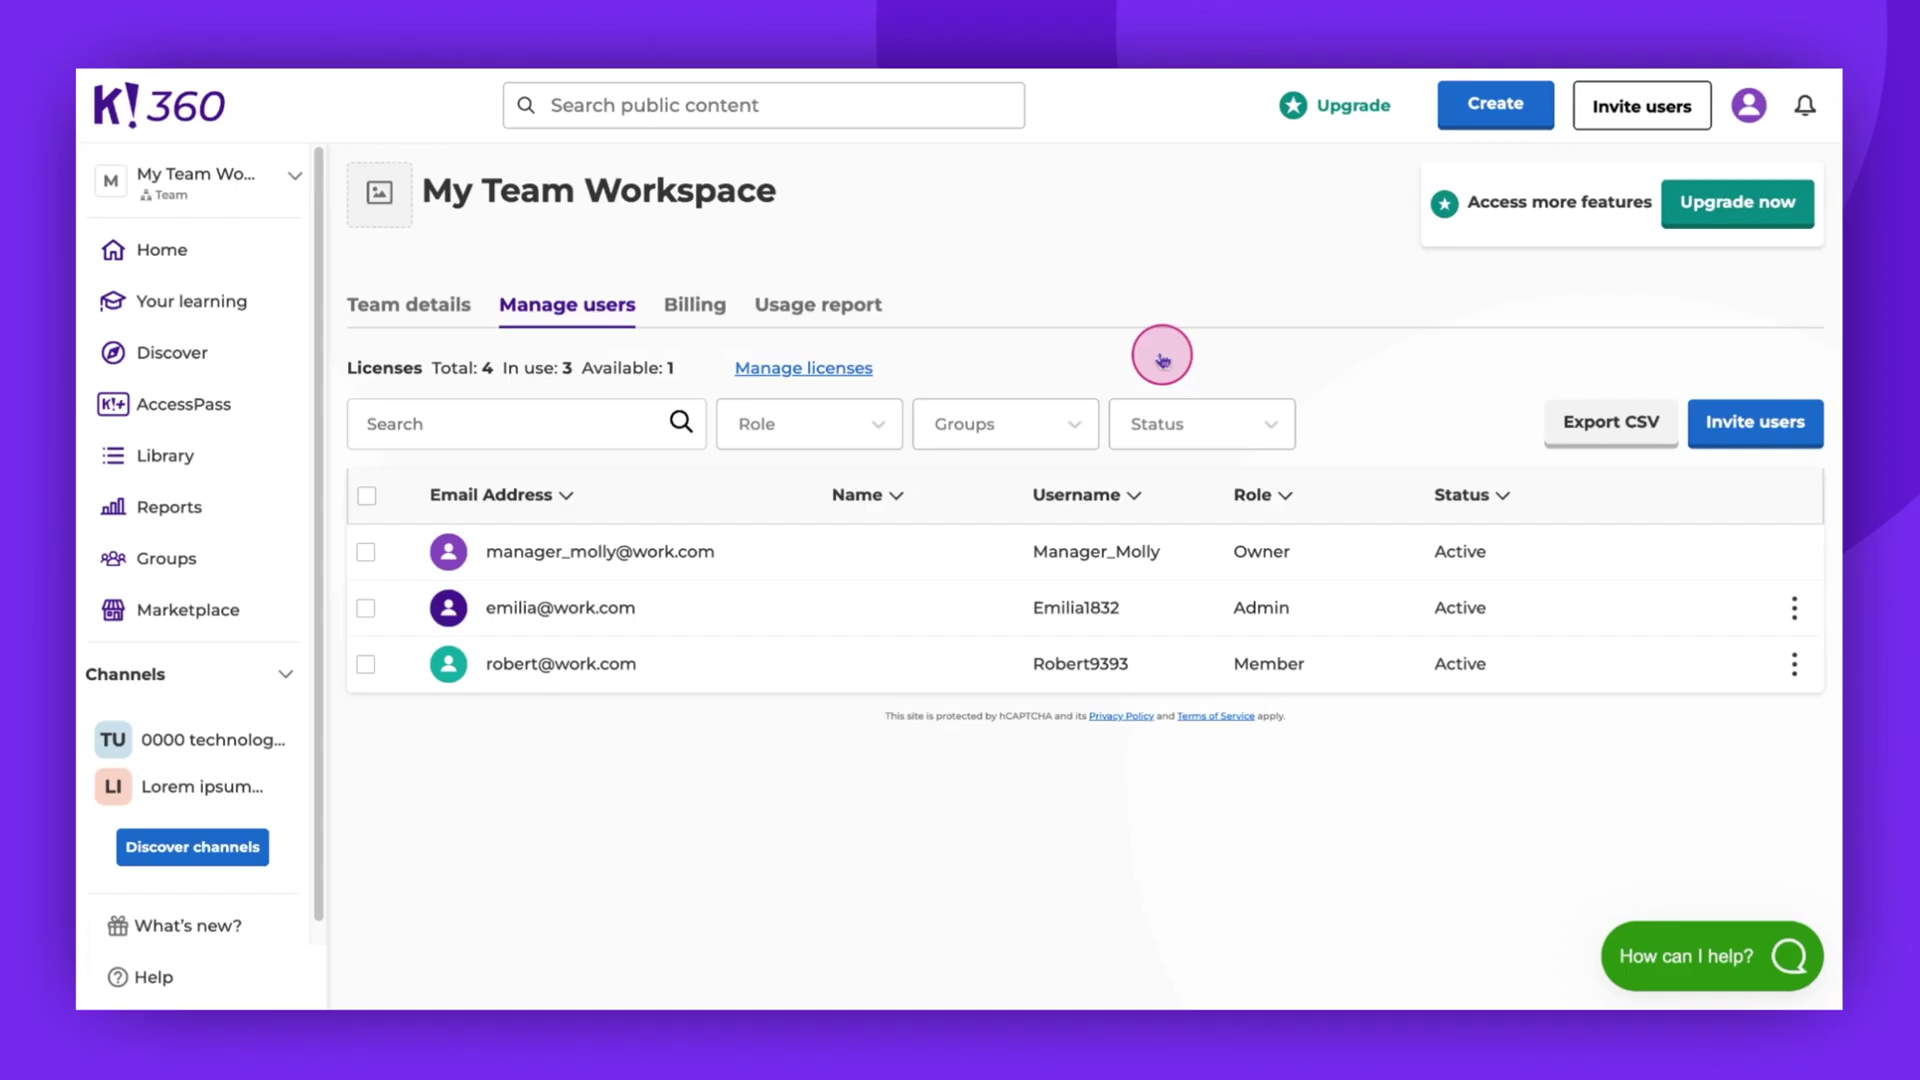 K! 360
Search public content
Upgrade
Create
Invite users
M
My Team Wo...
Team
Home
Your learning
Discover
K!+ AccessPass
Library
Reports
Groups
Marketplace
Channels
TU 0000 technolog...
LI Lorem ipsum...
Discover channels
What's new?
Help
My Team Workspace
Access more features
Upgrade now
Team details
Manage users
Billing
Usage report
Licenses Total: 4 In use: 3 Available: 1
Manage licenses
Search
Role
Groups
Status
Export CSV
Invite users
Email Address Name Username Role Status
manager_molly@work.com Manager_Molly Owner Active
emilia@work.com Emilia1832 Admin Active
robert@work.com Robert9393 Member Active
This site is protected by hCAPTCHA and its Privacy Policy and Terms of Service apply.
How can I help?